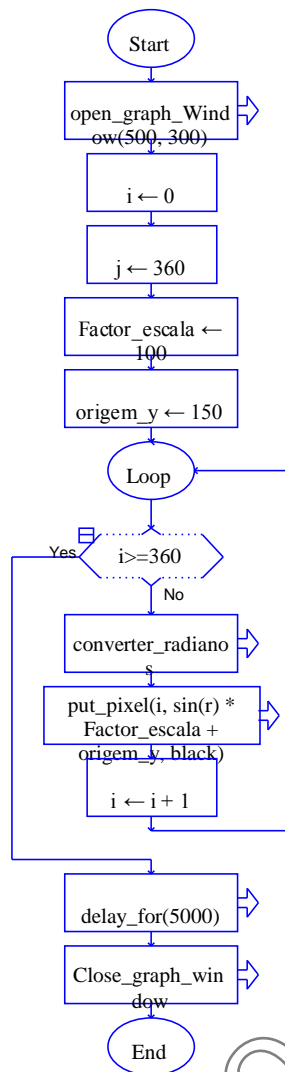 Start
open_graph_Wind
ow(500, 300)
i ← 0
j ← 360
Factor_escala ←
100
origem_y ← 150
Loop
Yes
i>=360
No
converter_radiano
s
put_pixel(i, sin(r) *
Factor_escala +
origem_y, black)
i ← i + 1
delay_for(5000)
Close_graph_win
dow
End